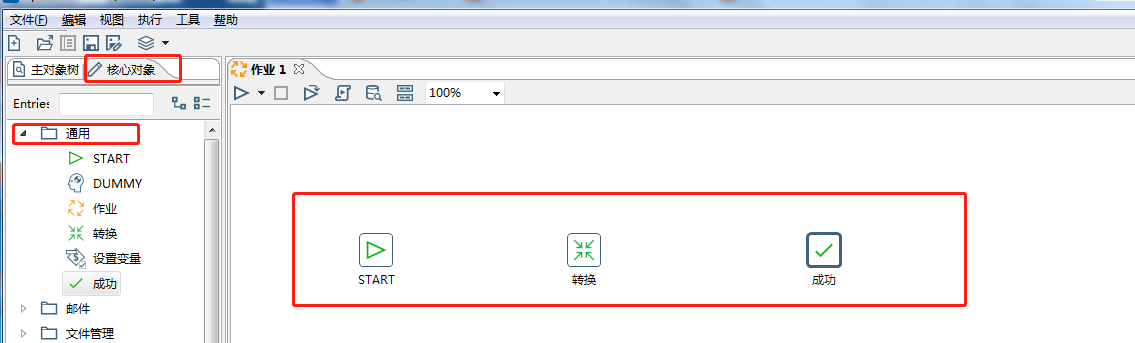 文件(F) 编辑 视图 执行 工具 帮助
主对象树 核心对象
作业 1
Entries
100%
通用
START
DUMMY
作业
转换
设置变量
成功
邮件
文件管理
START 转换 成功